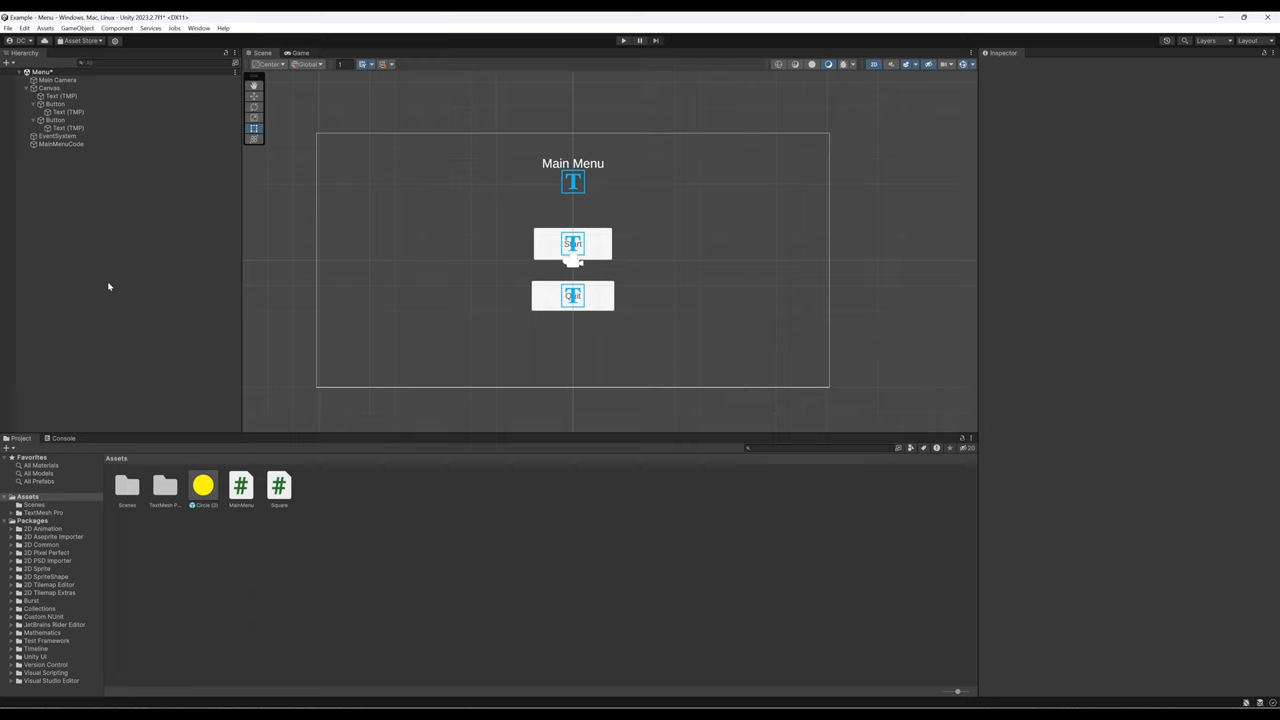 Example - Menu - Windows, Mac, Linux - Unity 2023.2.7f1* <DX11>
File Edit Assets GameObject Component Services Jobs Window Help
DC Asset Store Layers Layout
Hierarchy Scene Game Inspector
All Center Global 1 2D
Menu*
Main Camera
Canvas
Text (TMP)
Button
Text (TMP)
Button
Text (TMP)
EventSystem
MainMenuCode
Main Menu
T
T
T
Project Console
Favorites
All Materials
All Models
All Prefabs
Assets
Scenes
TextMesh Pro
Packages
2D Animation
2D Aseprite Importer
2D Common
2D Pixel Perfect
2D PSD Importer
2D Sprite
2D SpriteShape
2D Tilemap Editor
2D Tilemap Extras
Burst
Collections
Custom NUnit
JetBrains Rider Editor
Mathematics
Test Framework
Timeline
Unity UI
Version Control
Visual Scripting
Visual Studio Editor
Assets
20
Scenes TextMesh P... Circle (2) MainMenu Square